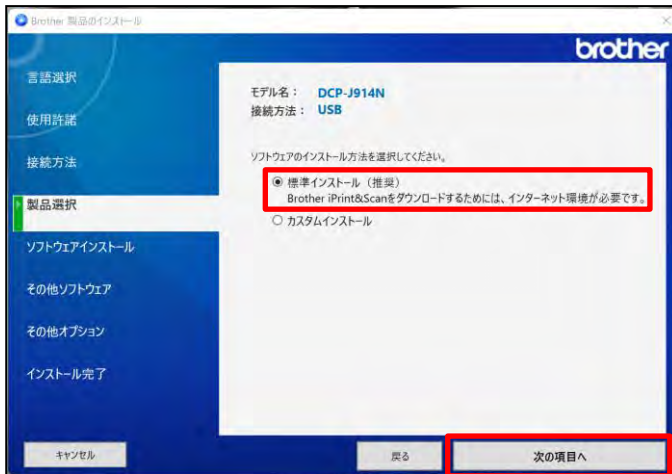 Brother 製品のインストール
brother
言語選択
使用許諾
接続方法
製品選択
ソフトウェアインストール
その他ソフトウェア
その他オプション
インストール完了
モデル名： DCP-J914N
接続方法： USB
ソフトウェアのインストール方法を選択してください。
標準インストール（推奨）
Brother iPrint&Scanをダウンロードするためには、インターネット環境が必要です。
カスタムインストール
キャンセル
戻る
次の項目へ